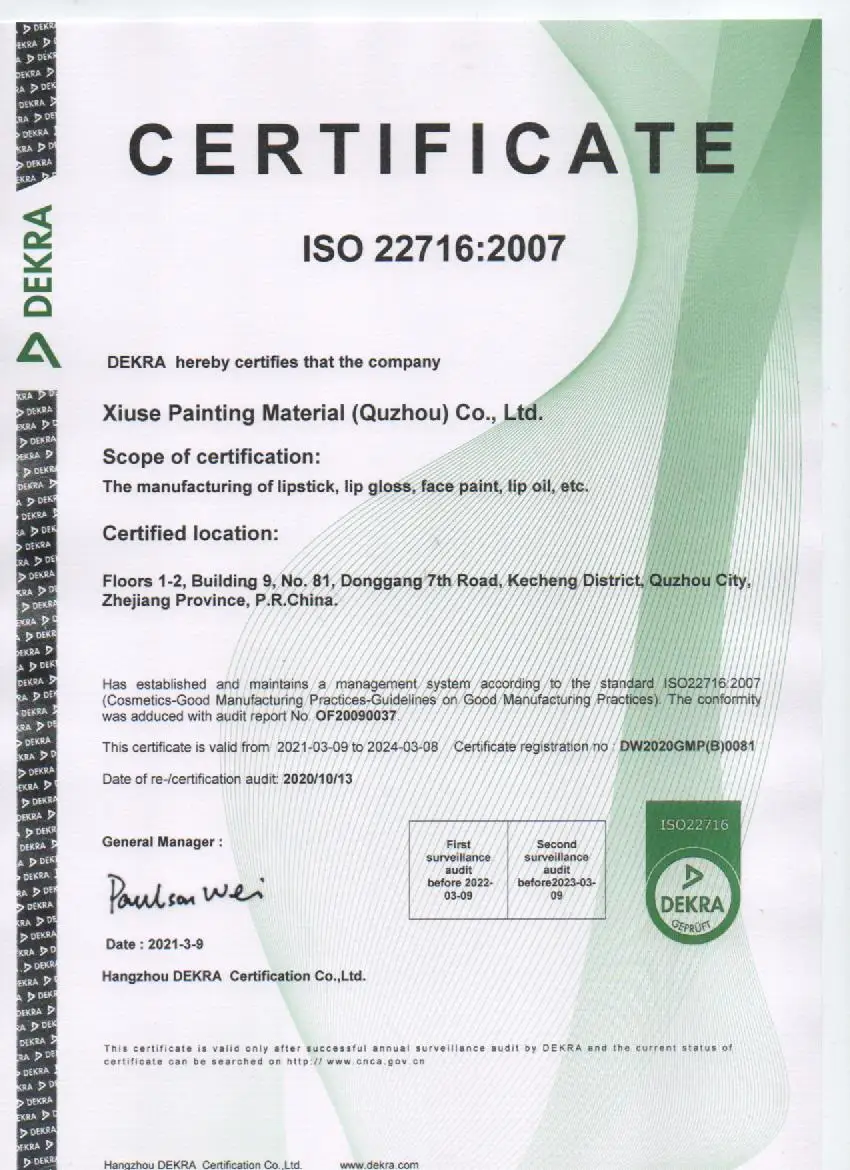 CERTIFICATE
ISO 22716:2007
DEKRA
DEKRA hereby certifies that the company
Xiuse Painting Material (Quzhou) Co., Ltd.
Scope of certification:
The manufacturing of lipstick, lip gloss, face paint, lip oil, etc.
Certified location:
Floors 1-2, Building 9, No. 81, Donggang 7th Road, Kecheng District, Quzhou City,
Zhejiang Province, P.R.China.
Has established and maintains a management system according to the standard ISO22716:2007
(Cosmetics-Good Manufacturing Practices-Guidelines on Good Manufacturing Practices). The conformity
was adduced with audit report No. OF20090037.
This certificate is valid from 2021-03-09 to 2024-03-08 Certificate registration no : DW2020GMP(B)0081
Date of re-/certification audit: 2020/10/13
General Manager :
Paulson Wei
First
surveillance
audit
before 2022-
03-09
Second
surveillance
audit
before2023-03-
09
ISO22716
DEKRA
GEPRÜFT
Date : 2021-3-9
Hangzhou DEKRA Certification Co.,Ltd.
This certificate is valid only after successful annual surveillance audit by DEKRA and the current status of
certificate can be searched on http:// www.cnca.gov.cn
Hangzhou DEKRA Certification Co.,Ltd. www.dekra.com